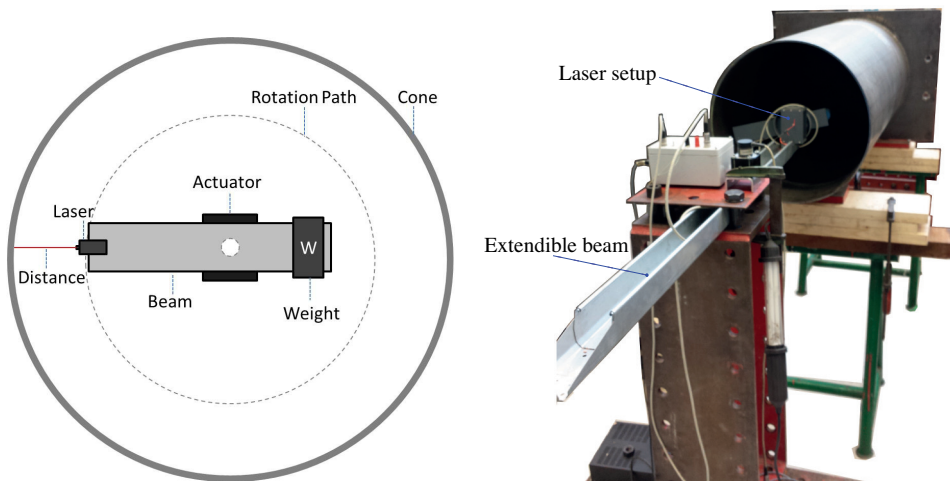 Rotation Path
Cone
Actuator
Laser
W
Distance
Beam
Weight
Laser setup
Extendible beam